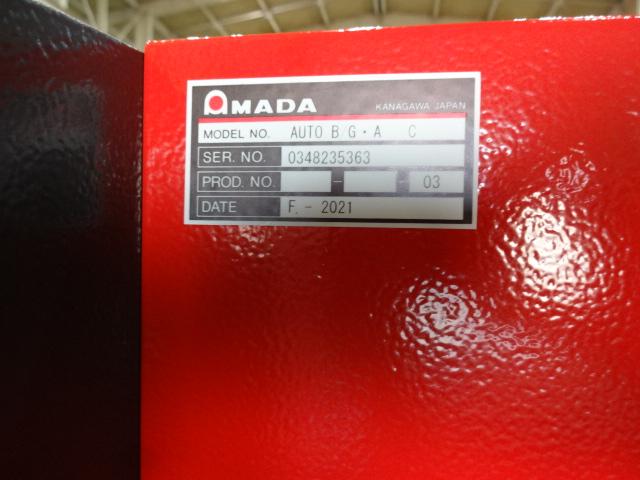 AMADA
KANAGAWA JAPAN
MODEL NO. AUTO B G・A C
SER. NO. 0348235363
PROD. NO. - - 03
DATE F. - 2021